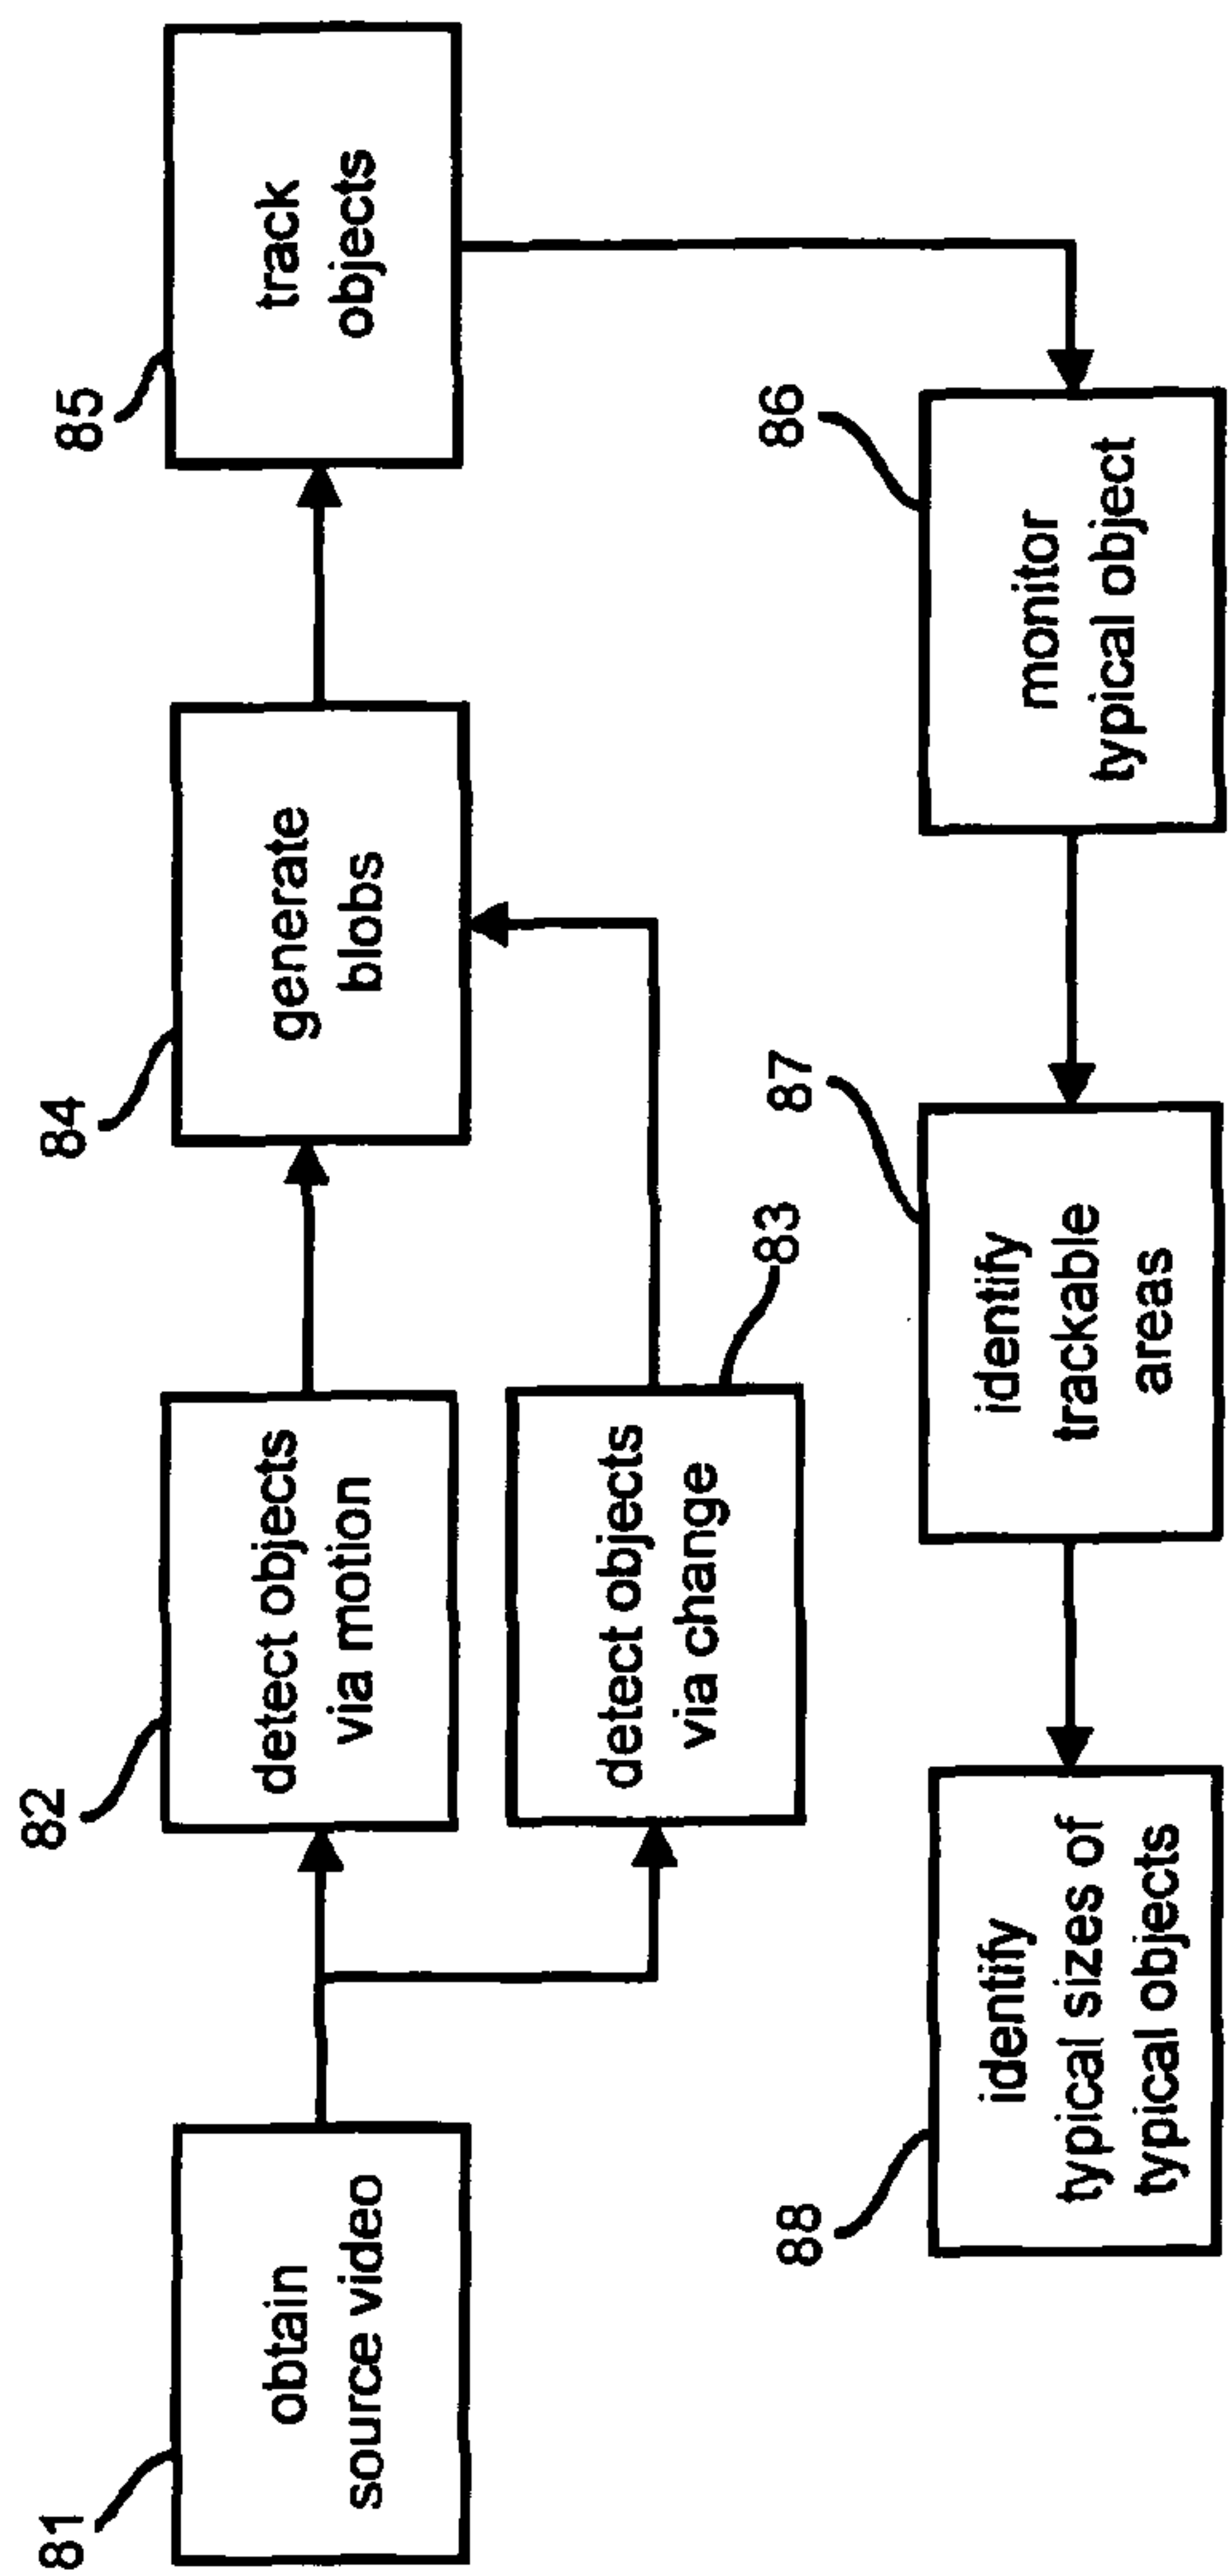 81
obtain
source video
82
detect objects
via motion
83
detect objects
via change
84
generate
blobs
85
track
objects
86
monitor
typical object
87
identify
trackable
areas
88
identify
typical sizes of
typical objects